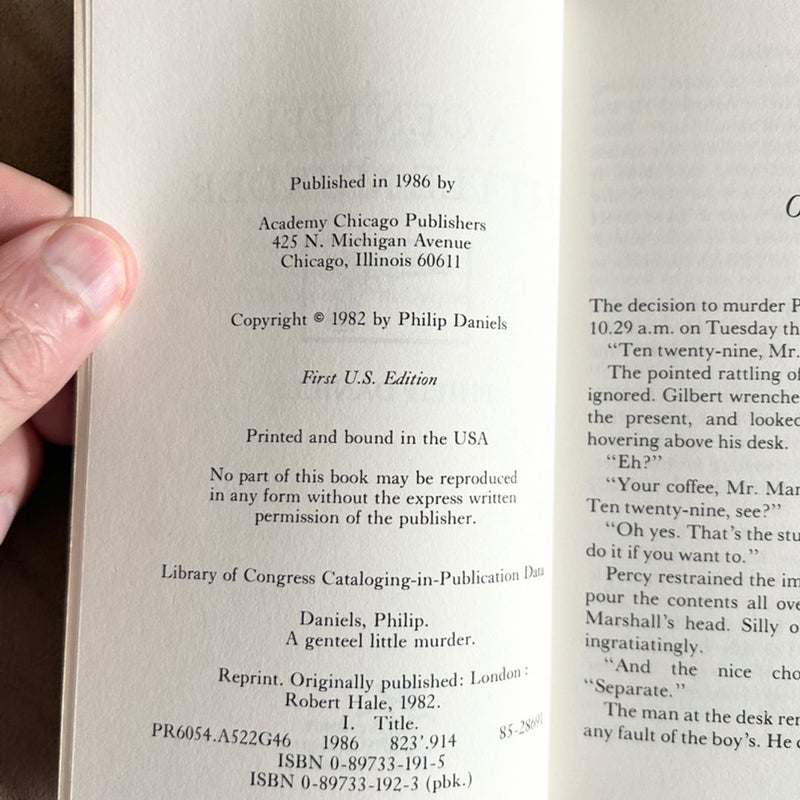 Published in 1986 by
Academy Chicago Publishers
425 N. Michigan Avenue
Chicago, Illinois 60611
Copyright © 1982 by Philip Daniels
First U.S. Edition
Printed and bound in the USA
No part of this book may be reproduced
in any form without the express written
permission of the publisher.
Library of Congress Cataloging-in-Publication Data
Daniels, Philip.
A genteel little murder.
Reprint. Originally published: London:
Robert Hale, 1982.
I. Title.
PR6054.A522G46 1986 823'.914
ISBN 0-89733-191-5
ISBN 0-89733-192-3 (pbk.)
The decision to murder P
10.29 a.m. on Tuesday th
“Ten twenty-nine, Mr.
The pointed rattling of
ignored. Gilbert wrenche
the present, and looked
hovering above his desk.
“Eh?”
“Your coffee, Mr. Mar
Ten twenty-nine, see?”
“Oh yes. That’s the stu
do it if you want to.”
Percy restrained the im
pour the contents all ove
Marshall’s head. Silly o
ingratiatingly.
“And the nice cho
“Separate.”
The man at the desk ren
any fault of the boy’s. He c